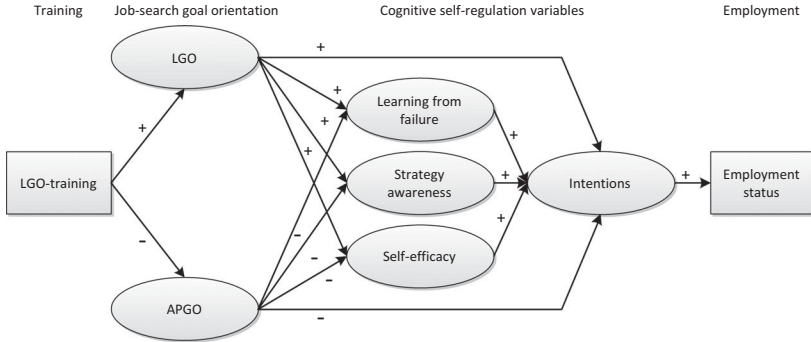 Training Job-search goal orientation Cognitive self-regulation variables Employment
LGO
+
+
+
+
+
+
Learning from
failure
+
LGO-training
Strategy
awareness
+
Intentions
+
Employment
status
+
-
-
-
-
Self-efficacy
APGO
-